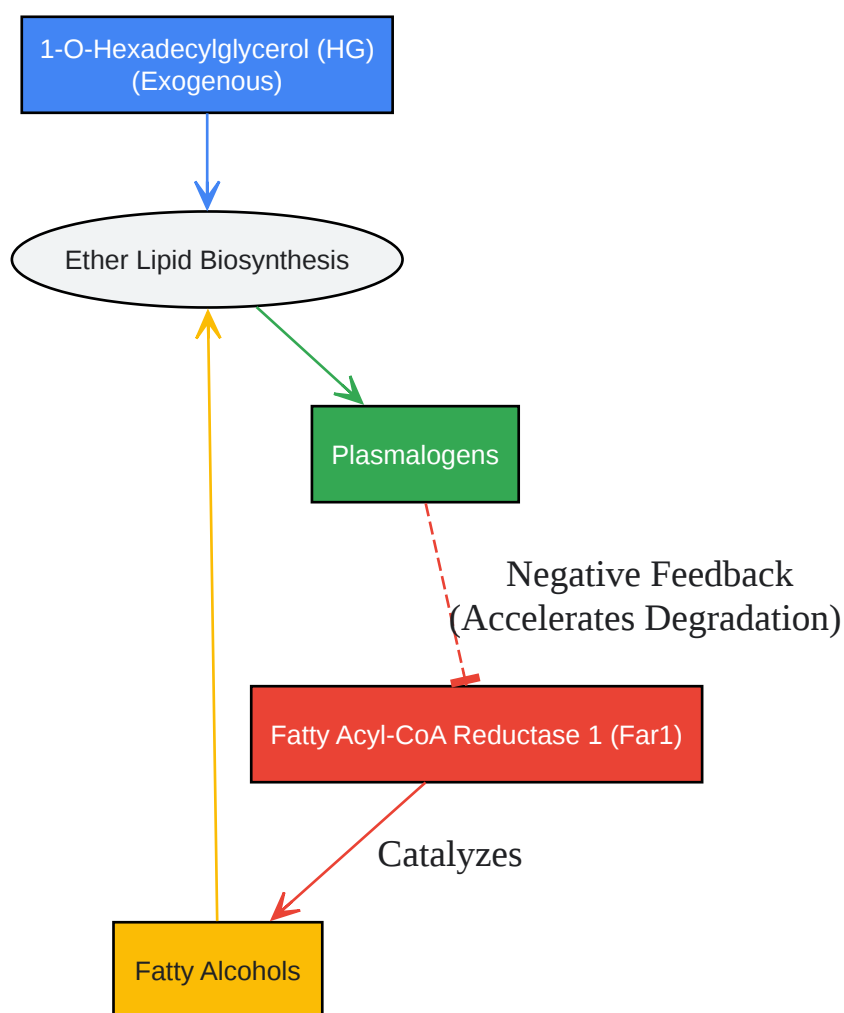 1-O-Hexadecylglycerol (HG)
(Exogenous)
Ether Lipid Biosynthesis
Plasmalogens
Negative Feedback
(Accelerates Degradation)
Fatty Acyl-CoA Reductase 1 (Far1)
Catalyzes
Fatty Alcohols